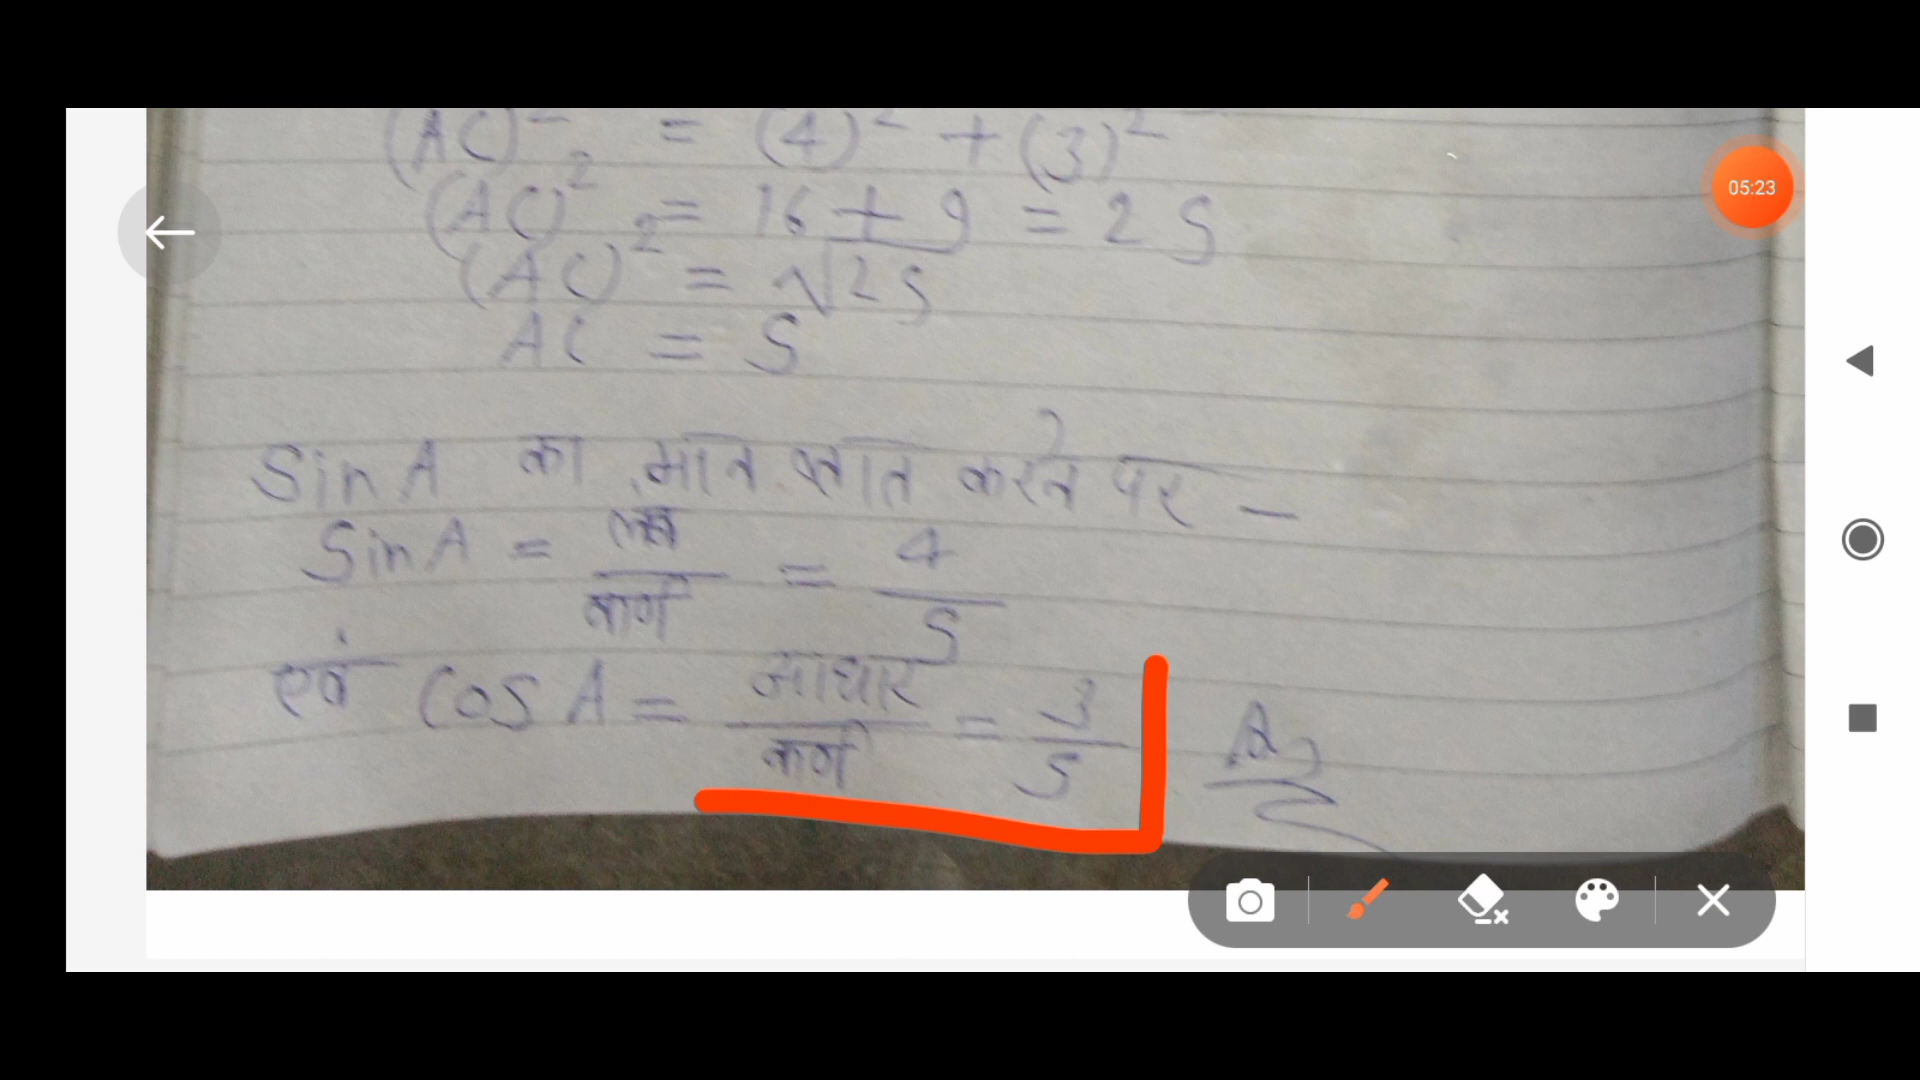 (AC)² = (4)² + (3)²
(AC)² = 16 + 9 = 25
(AC)² = √25
AC = 5
Sin A का मान ज्ञात करने पर –
Sin A = लम्ब/कर्ण = 4/5
एवं Cos A = आधार/कर्ण = 3/5
05:23